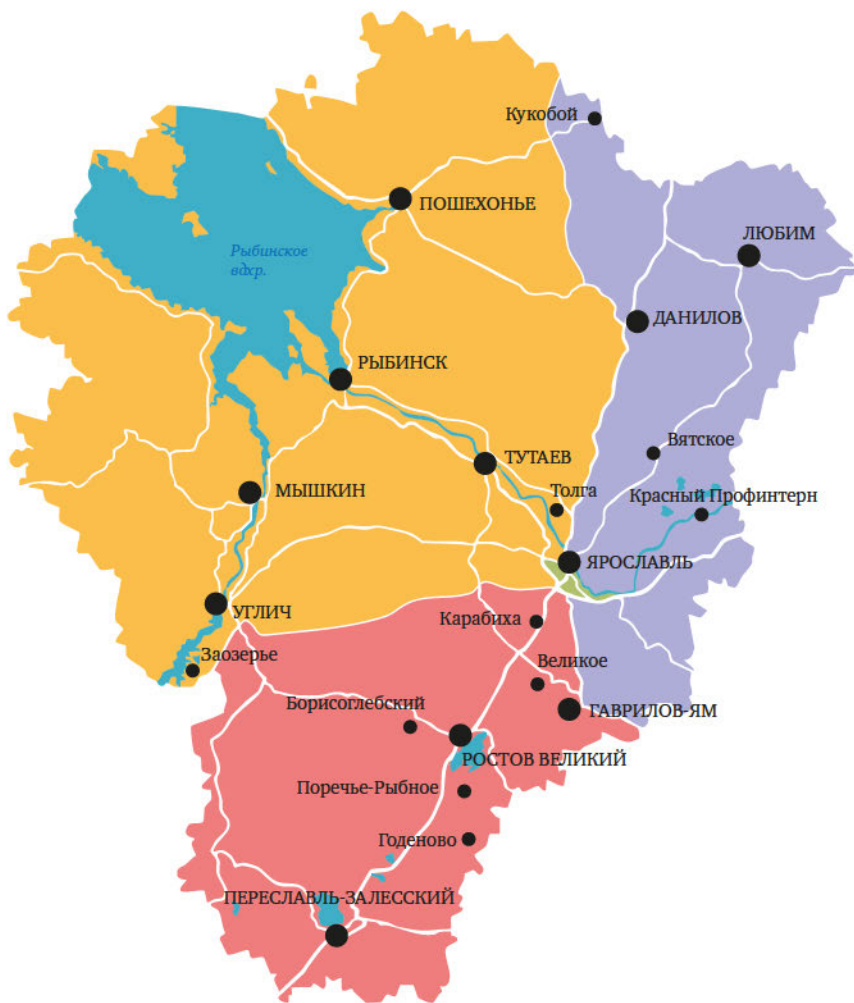 Кукобой
ПОШЕХОНЬЕ
ЛЮБИМ
Рыбинское
вдхр.
ДАНИЛОВ
РЫБИНСК
Вятское
ТУТАЕВ
МЫШКИН
Толга
Красный Профинтерн
ЯРОСЛАВЛЬ
УГЛИЧ
Карабиха
Заозерье
Великое
Борисоглебский
ГАВРИЛОВ-ЯМ
РОСТОВ ВЕЛИКИЙ
Поречье-Рыбное
Годеново
ПЕРЕСЛАВЛЬ-ЗАЛЕССКИЙ